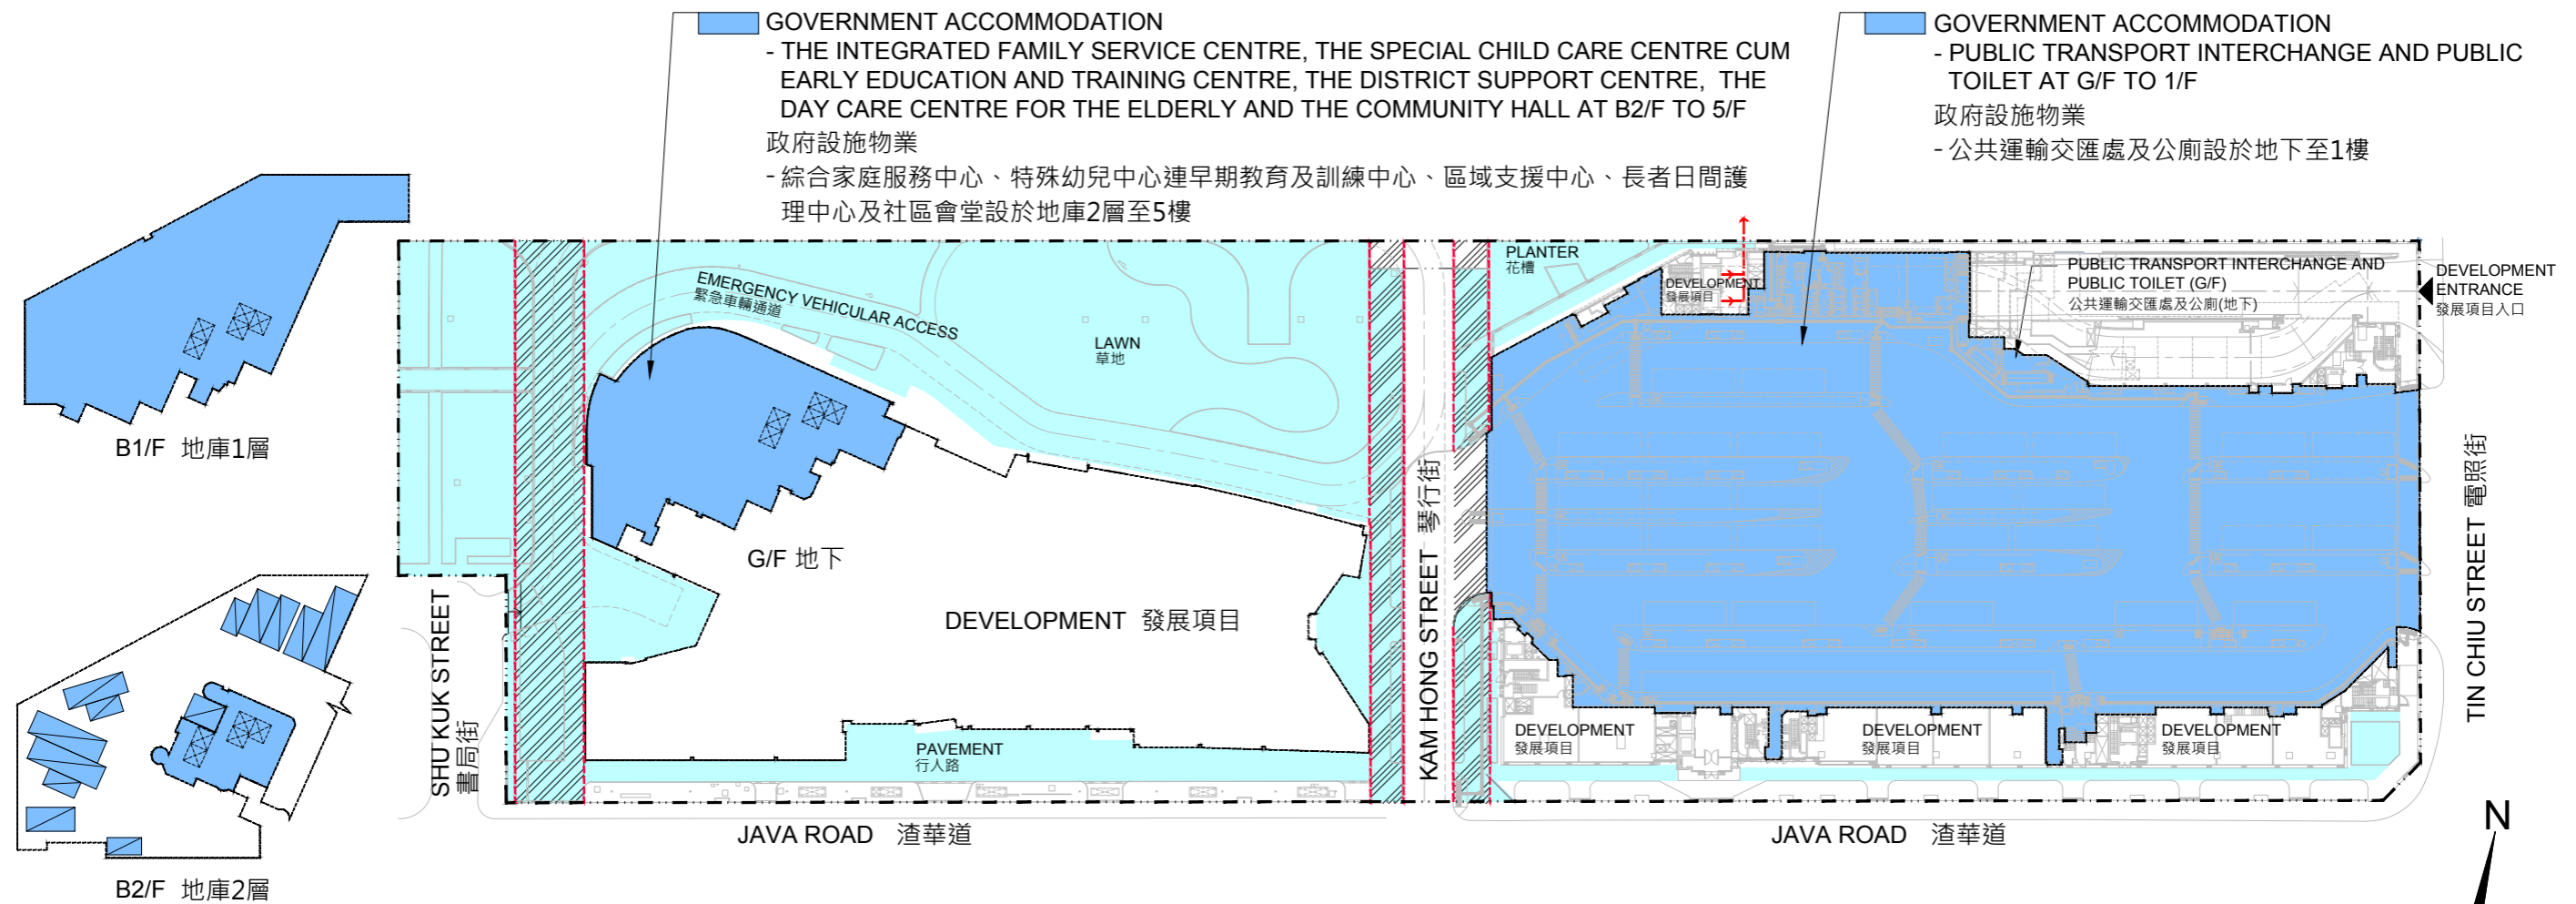 GOVERNMENT ACCOMMODATION
- THE INTEGRATED FAMILY SERVICE CENTRE, THE SPECIAL CHILD CARE CENTRE CUM
EARLY EDUCATION AND TRAINING CENTRE, THE DISTRICT SUPPORT CENTRE, THE
DAY CARE CENTRE FOR THE ELDERLY AND THE COMMUNITY HALL AT B2/F TO 5/F
政府設施物業
- 綜合家庭服務中心、特殊幼兒中心連早期教育及訓練中心、區域支援中心、長者日間護
理中心及社區會堂設於地庫2層至5樓
GOVERNMENT ACCOMMODATION
- PUBLIC TRANSPORT INTERCHANGE AND PUBLIC
TOILET AT G/F TO 1/F
政府設施物業
- 公共運輸交匯處及公廁設於地下至1樓
B1/F 地庫1層
B2/F 地庫2層
EMERGENCY VEHICULAR ACCESS
緊急車輛通道
LAWN
草地
G/F 地下
DEVELOPMENT 發展項目
PAVEMENT
行人路
SHU KUK STREET
書局街
KAM HONG STREET 琴行街
PLANTER
花槽
DEVELOPMENT
發展項目
PUBLIC TRANSPORT INTERCHANGE AND
PUBLIC TOILET (G/F)
公共運輸交匯處及公廁(地下)
DEVELOPMENT
ENTRANCE
發展項目入口
TIN CHIU STREET 電照街
DEVELOPMENT
發展項目
DEVELOPMENT
發展項目
DEVELOPMENT
發展項目
JAVA ROAD 渣華道
JAVA ROAD 渣華道
N